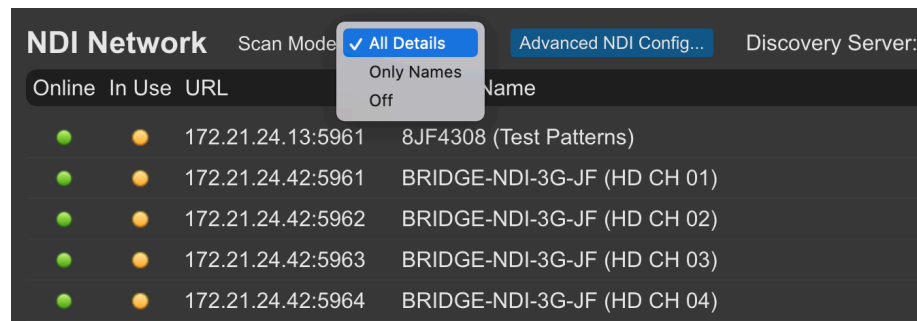 NDI Network Scan Mode ✓ All Details Advanced NDI Config... Discovery Server:
Only Names
Off
Online In Use URL Name
172.21.24.13:5961 8JF4308 (Test Patterns)
172.21.24.42:5961 BRIDGE-NDI-3G-JF (HD CH 01)
172.21.24.42:5962 BRIDGE-NDI-3G-JF (HD CH 02)
172.21.24.42:5963 BRIDGE-NDI-3G-JF (HD CH 03)
172.21.24.42:5964 BRIDGE-NDI-3G-JF (HD CH 04)